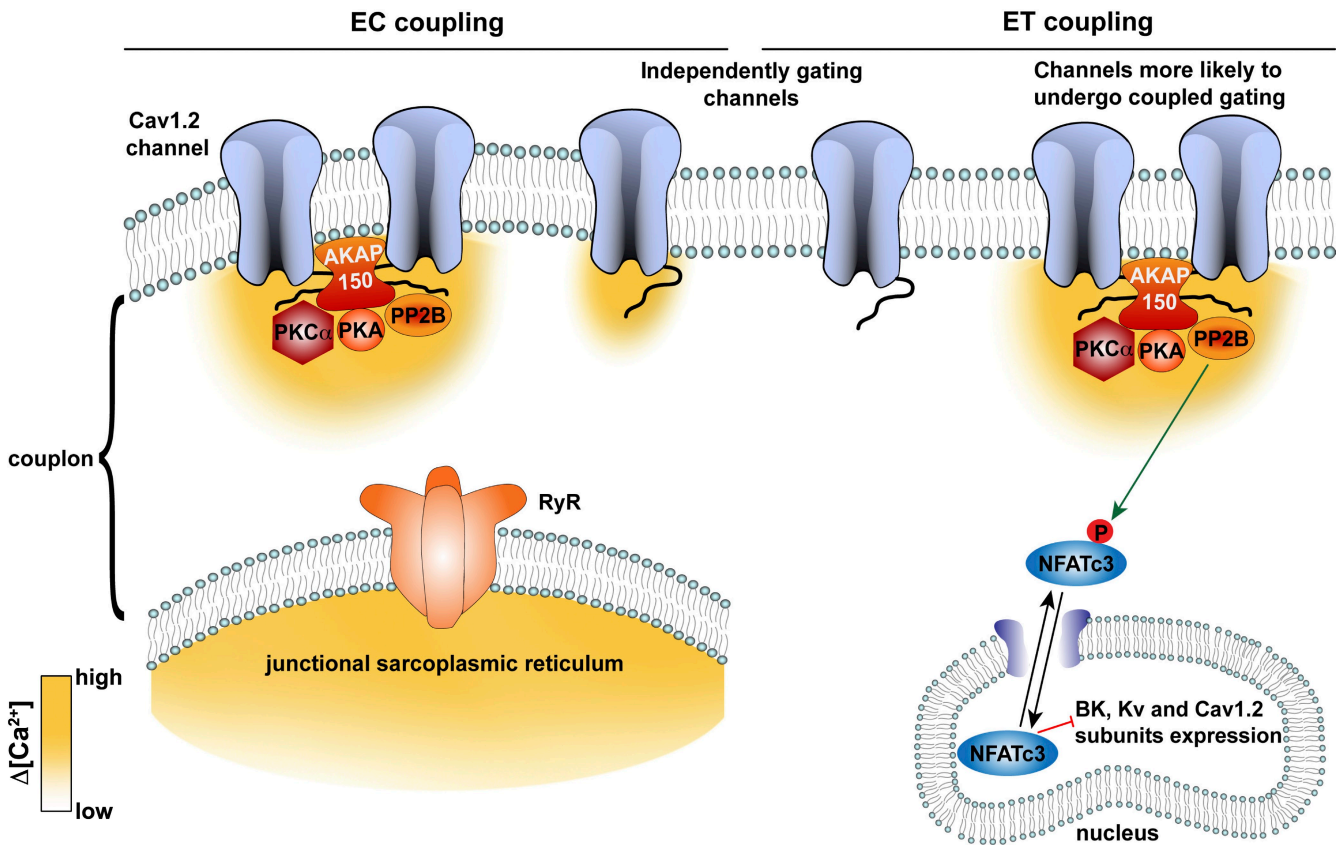 EC coupling
ET coupling
Independently gating
channels
Channels more likely to
undergo coupled gating
Cav1.2
channel
AKAP
150
PKCα
PKA
PP2B
AKAP
150
PKCα
PKA
PP2B
couplon
RyR
P
NFATc3
junctional sarcoplasmic reticulum
high
Δ[Ca²⁺]
low
BK, Kv and Cav1.2
subunits expression
NFATc3
nucleus